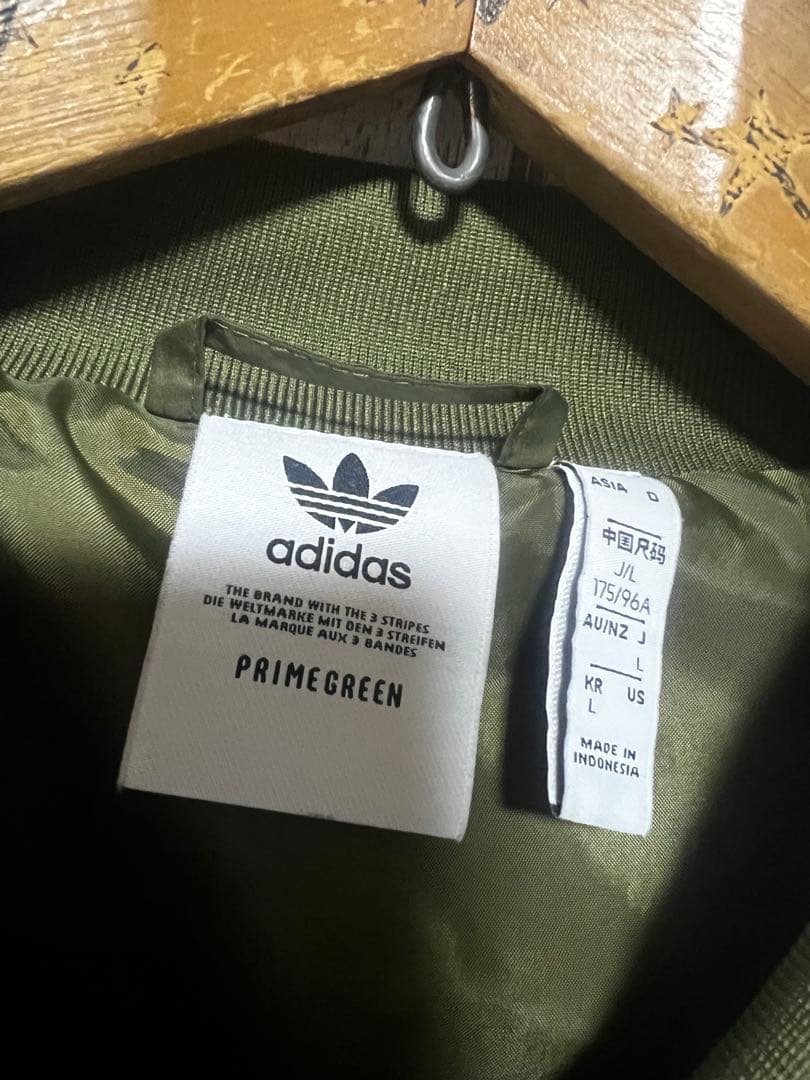 adidas
THE BRAND WITH THE 3 STRIPES
DIE WELTMARKE MIT DEN 3 STREIFEN
LA MARQUE AUX 3 BANDES
PRIMEGREEN
ASIA D
中国尺码
J/L
175/96A
AU/NZ J
L
KR US
L
MADE IN
INDONESIA